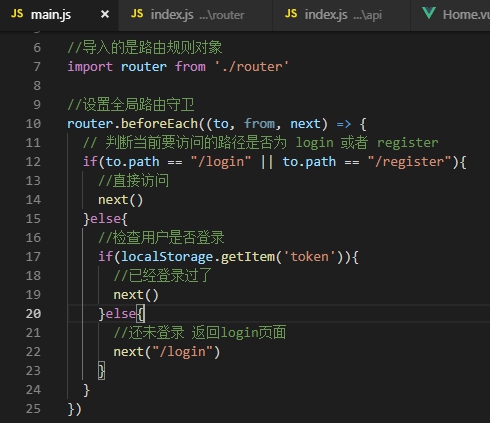 JS main.js × JS index.js ...\router JS index.js ...\api Home.vu
6 //导入的是路由规则对象
7 import router from './router'
8
9 //设置全局路由守卫
10 router.beforeEach((to, from, next) => {
11 // 判断当前要访问的路径是否为 login 或者 register
12 if(to.path == "/login" || to.path == "/register"){
13 //直接访问
14 next()
15 }else{
16 //检查用户是否登录
17 if(localStorage.getItem('token')){
18 //已经登录过了
19 next()
20 }else{
21 //还未登录 返回login页面
22 next("/login")
23 }
24 }
25 })